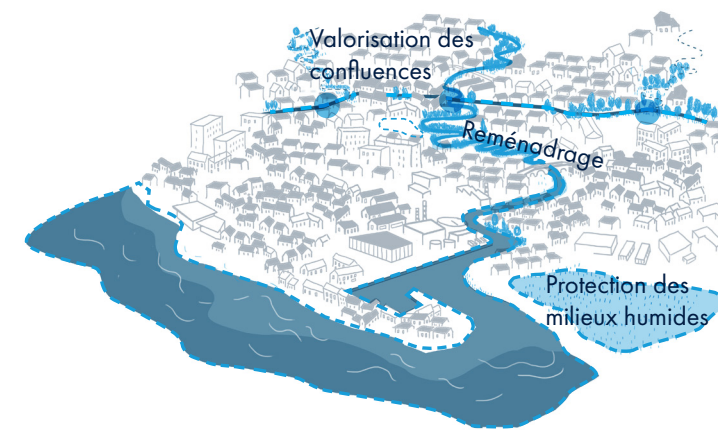 Valorisation des
confluences
Reménadrage
Protection des
milieux humides